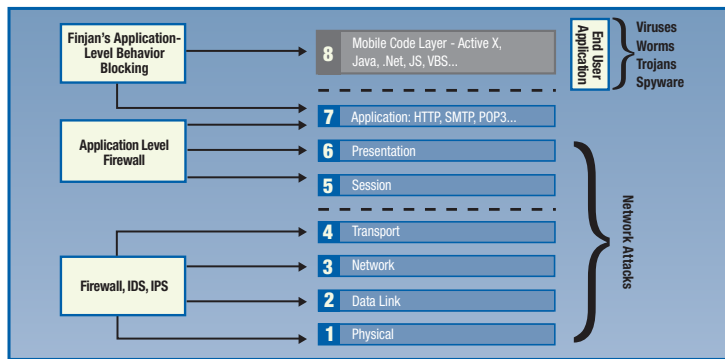 Finjan's Application-
Level Behavior
Blocking
8 Mobile Code Layer - Active X,
Java, .Net, JS, VBS...
End User
Application
Viruses
Worms
Trojans
Spyware
7 Application: HTTP, SMTP, POP3...
Application Level
Firewall
6 Presentation
5 Session
4 Transport
Firewall, IDS, IPS
3 Network
2 Data Link
1 Physical
Network Attacks